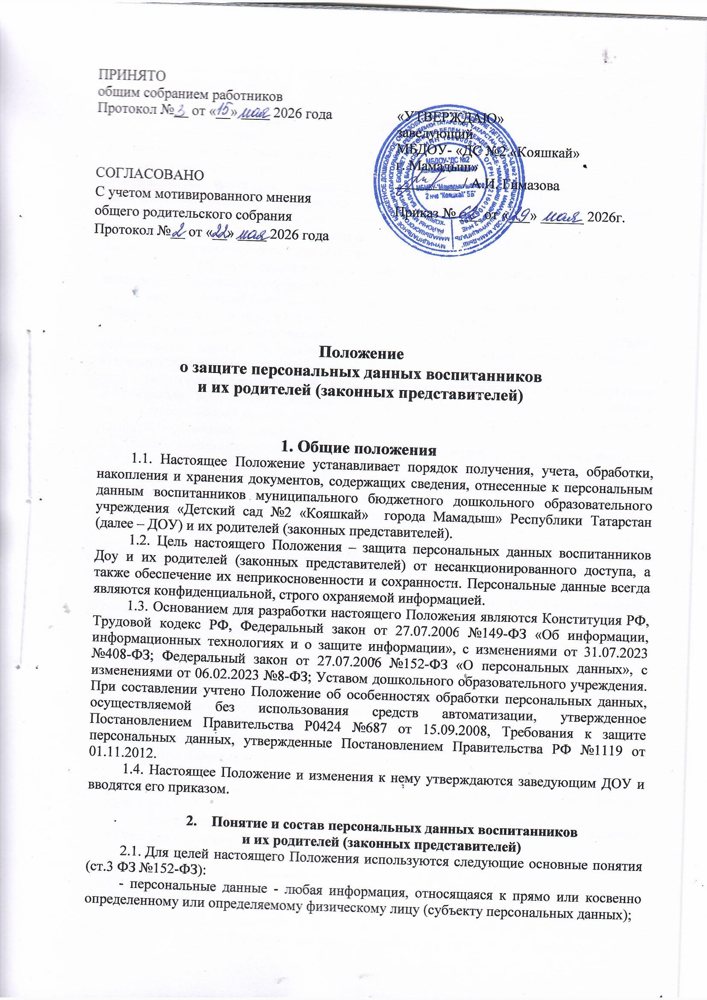 ПРИНЯТО
общим собранием работников
Протокол № 3 от «15» мая 2026 года
«УТВЕРЖДАЮ»
заведующий
МБДОУ- «ДС №2 «Кояшкай»
г. Мамадыш»
/ А.И. Гимазова
Приказ № 62 от «29» мая 2026г.
СОГЛАСОВАНО
С учетом мотивированного мнения
общего родительского собрания
Протокол № 2 от «22» мая 2026 года
МБДОУ-"ДС №2
МБМБУ-"Мамадыш шәһәре
2 нче "Кояшкай" ББ"
Положение
о защите персональных данных воспитанников
и их родителей (законных представителей)
1. Общие положения
1.1. Настоящее Положение устанавливает порядок получения, учета, обработки,
накопления и хранения документов, содержащих сведения, отнесенные к персональным
данным воспитанников муниципального бюджетного дошкольного образовательного
учреждения «Детский сад №2 «Кояшкай» города Мамадыш» Республики Татарстан
(далее – ДОУ) и их родителей (законных представителей).
1.2. Цель настоящего Положения – защита персональных данных воспитанников
Доу и их родителей (законных представителей) от несанкционированного доступа, а
также обеспечение их неприкосновенности и сохранности. Персональные данные всегда
являются конфиденциальной, строго охраняемой информацией.
1.3. Основанием для разработки настоящего Положения являются Конституция РФ,
Трудовой кодекс РФ, Федеральный закон от 27.07.2006 №149-ФЗ «Об информации,
информационных технологиях и о защите информации», с изменениями от 31.07.2023
№408-ФЗ; Федеральный закон от 27.07.2006 №152-ФЗ «О персональных данных», с
изменениями от 06.02.2023 №8-ФЗ; Уставом дошкольного образовательного учреждения.
При составлении учтено Положение об особенностях обработки персональных данных,
осуществляемой без использования средств автоматизации, утвержденное
Постановлением Правительства Р0424 №687 от 15.09.2008, Требования к защите
персональных данных, утвержденные Постановлением Правительства РФ №1119 от
01.11.2012.
1.4. Настоящее Положение и изменения к нему утверждаются заведующим ДОУ и
вводятся его приказом.
2. Понятие и состав персональных данных воспитанников
и их родителей (законных представителей)
2.1. Для целей настоящего Положения используются следующие основные понятия
(ст.3 ФЗ №152-ФЗ):
- персональные данные - любая информация, относящаяся к прямо или косвенно
определенному или определяемому физическому лицу (субъекту персональных данных);